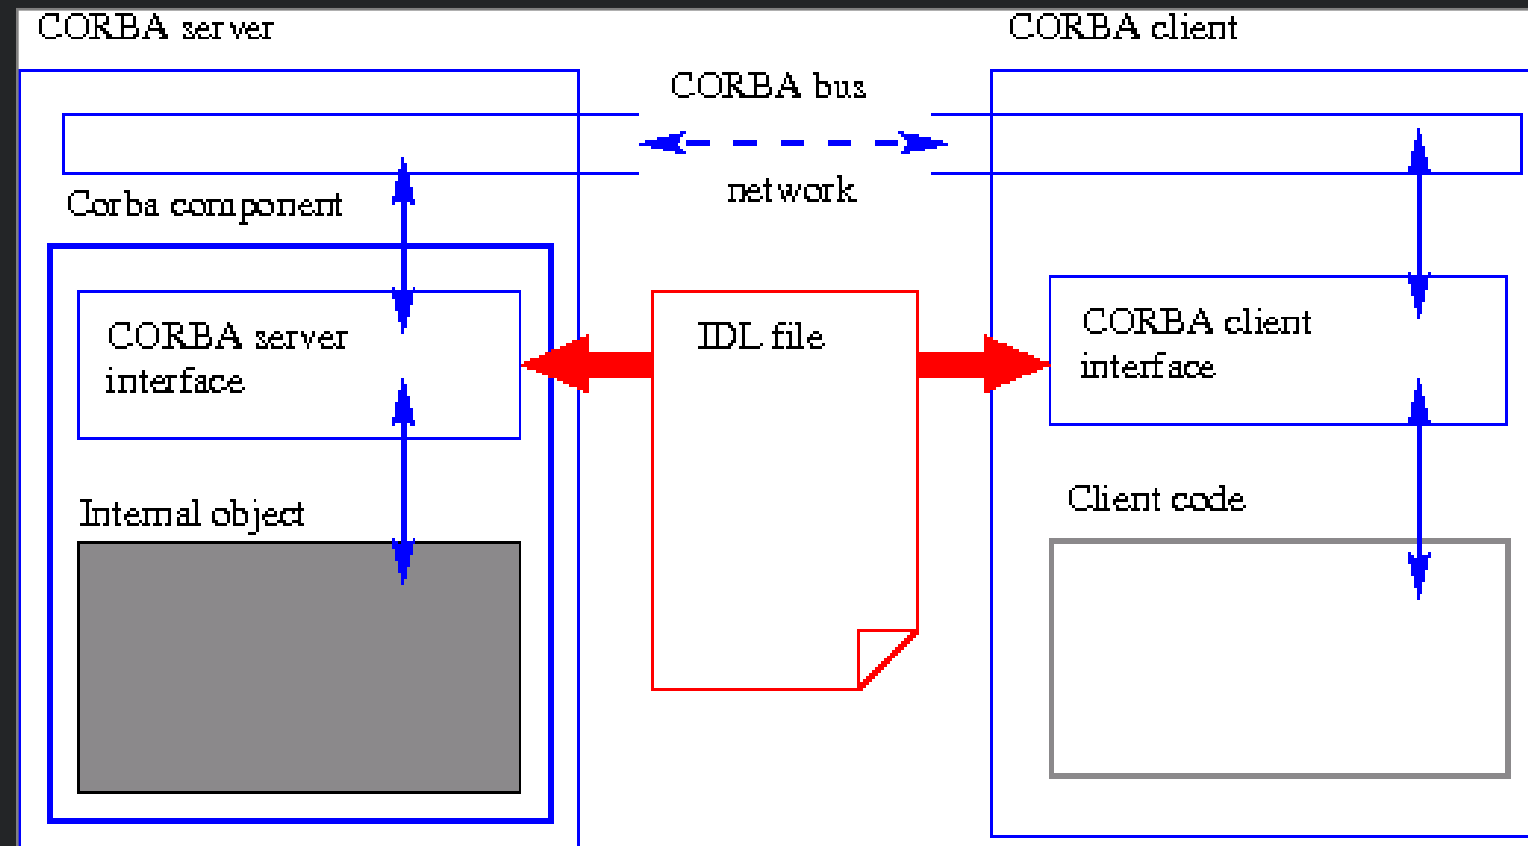 CORBA server
CORBA client
CORBA bus
network
Corba component
CORBA server
interface
IDL file
CORBA client
interface
Internal object
Client code